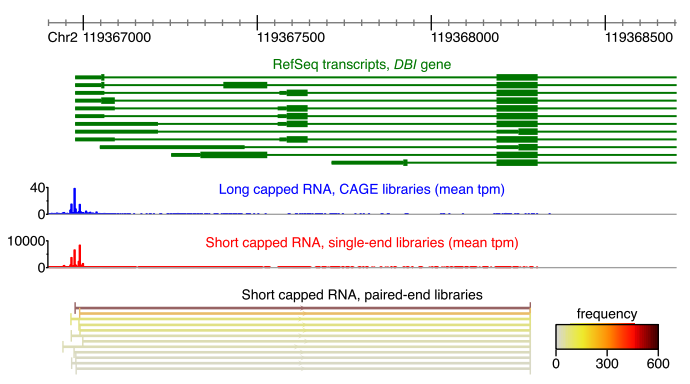 Chr2 119367000 119367500 119368000 119368500
RefSeq transcripts, DBI gene
40
Long capped RNA, CAGE libraries (mean tpm)
0
10000
Short capped RNA, single-end libraries (mean tpm)
0
Short capped RNA, paired-end libraries
frequency
0 300 600